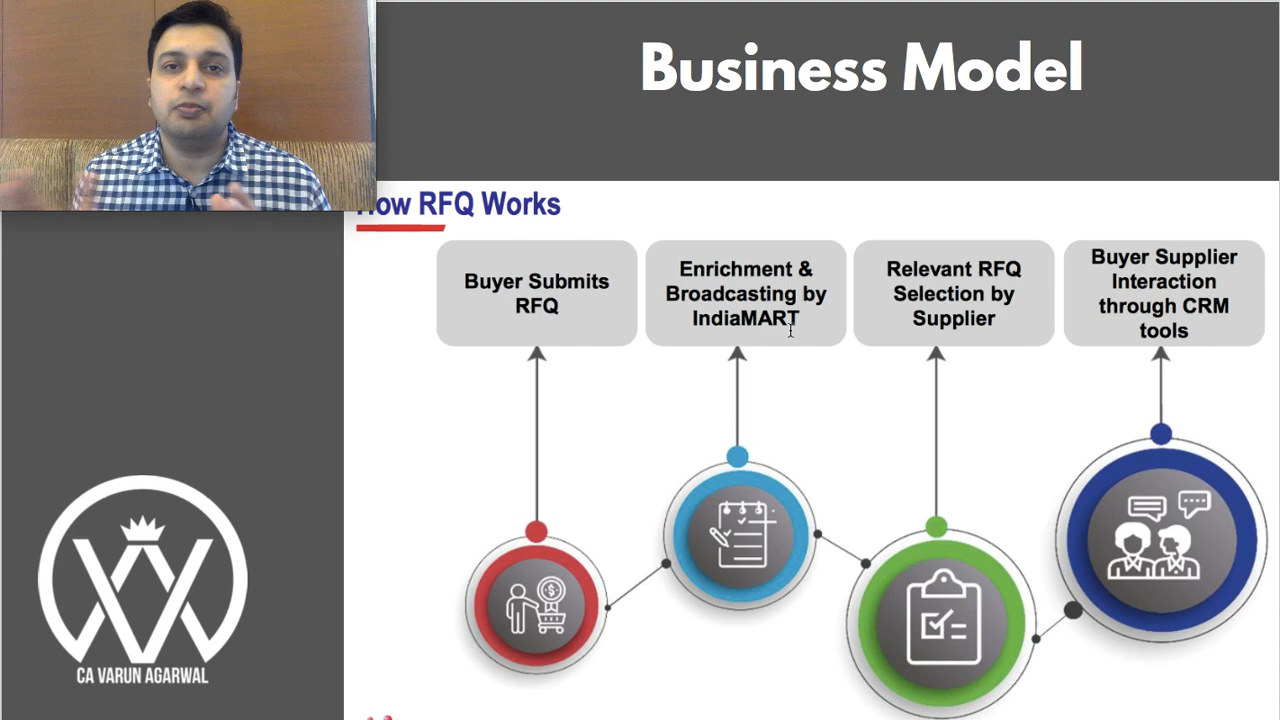 Business Model
How RFQ Works
Buyer Submits
RFQ
Enrichment &
Broadcasting by
IndiaMART
Relevant RFQ
Selection by
Supplier
Buyer Supplier
Interaction
through CRM
tools
$
CA VARUN AGARWAL